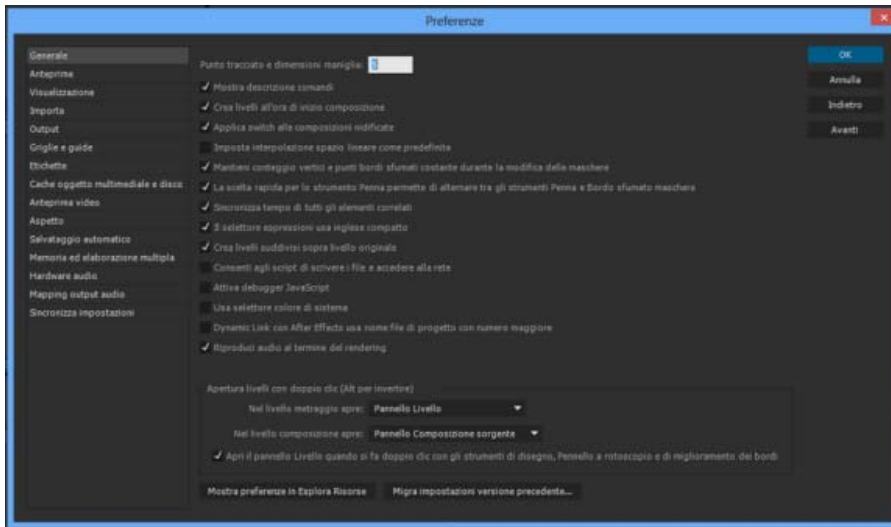 Preferenze
Generale
Anteprime
Visualizzazione
Importa
Output
Griglie e guide
Etichette
Cache oggetto multimediale e disco
Anteprima video
Aspetto
Salvataggio automatico
Memoria ed elaborazione multipla
Hardware audio
Mapping output audio
Sincronizza impostazioni
Punto tracciato e dimensioni maniglia:
Mostra descrizione comandi
Crea livelli all'ora di inizio composizione
Applica switch alle composizioni nidificate
Imposta interpolazione spazio lineare come predefinito
Mantieni conteggio vertici e punti bordi sfumati costante durante la modifica delle maschere
La scelta rapida per lo strumento Penna permette di alternare tra gli strumenti Penna e Bordo sfumato maschera
Sincronizza tempo di tutti gli elementi correlati
Il selettore espressioni usa inglese compatto
Crea livelli suddivisi sopra livello originale
Consenti agli script di scrivere i file e accedere alla rete
Attiva debugger JavaScript
Usa selettore colore di sistema
Dynamic Link con After Effects usa nome file di progetto con numero maggiore
Riproduci audio al termine del rendering
Apertura livelli con doppio clic (Alt per invertire)
Nel livello metraggio apre: Pannello Livello
Nel livello composizione apre: Pannello Composizione sorgente
Apri il pannello Livello quando si fa doppio clic con gli strumenti di disegno, Pennello a rotoscopio e di miglioramento dei bordi
Mostra preferenze in Esplora Risorse
Migra impostazioni versione precedente...
OK
Annulla
Indietro
Avanti